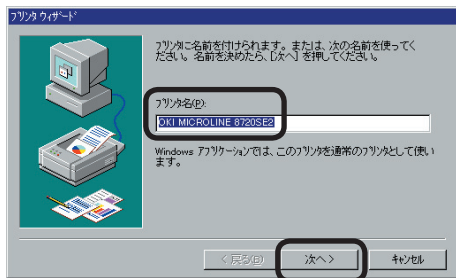 プリンタ ウィザード
プリンタに名前を付けられます。または、次の名前を使ってく
ださい。名前を決めたら、[次へ] を押してください。
プリンタ名(P):
OKI MICROLINE 8720SE2
Windows アプリケーションでは、このプリンタを通常のプリンタとして使い
ます。
< 戻る(B)
次へ >
キャンセル